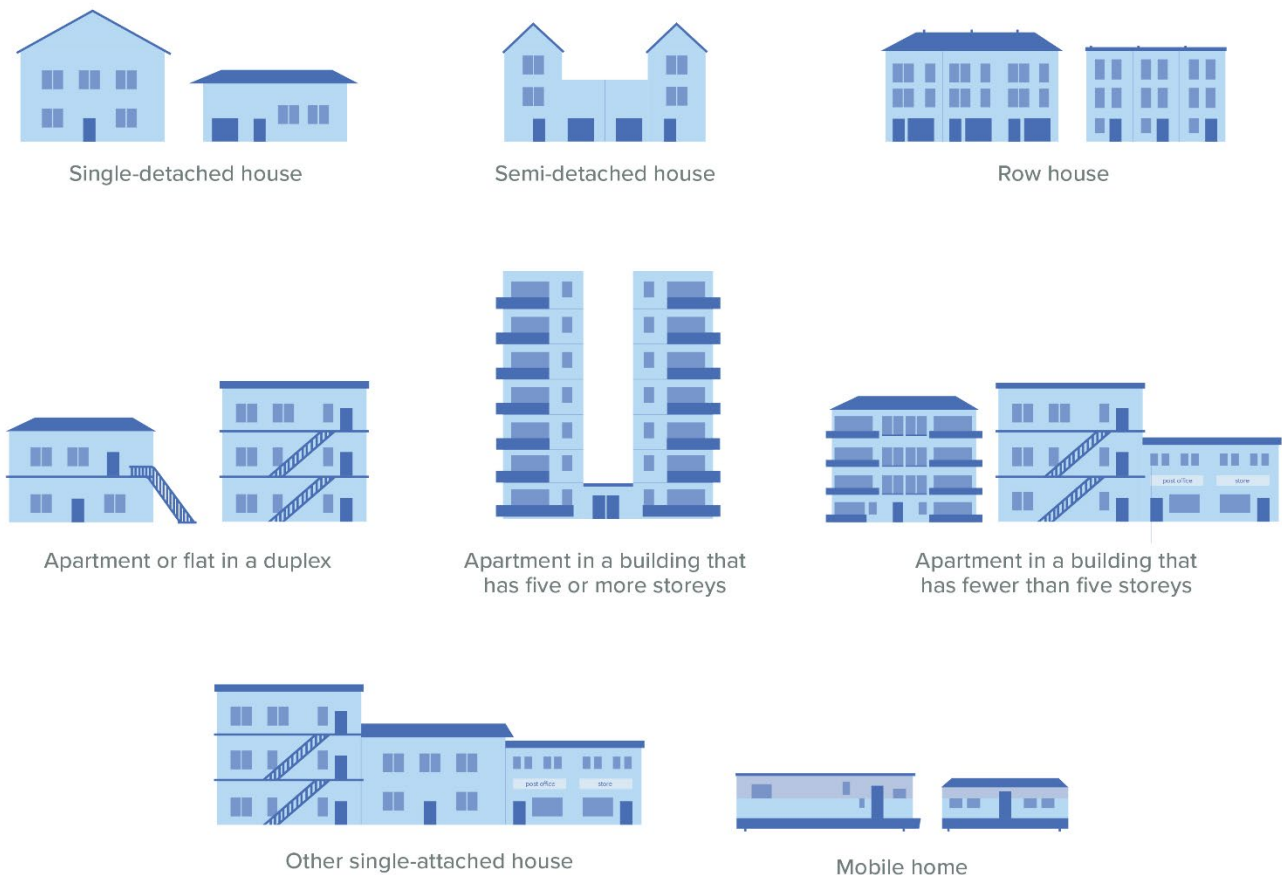 Single-detached house
Semi-detached house
Row house
post office
store
Apartment or flat in a duplex
Apartment in a building that
has five or more storeys
Apartment in a building that
has fewer than five storeys
post office
store
Other single-attached house
Mobile home